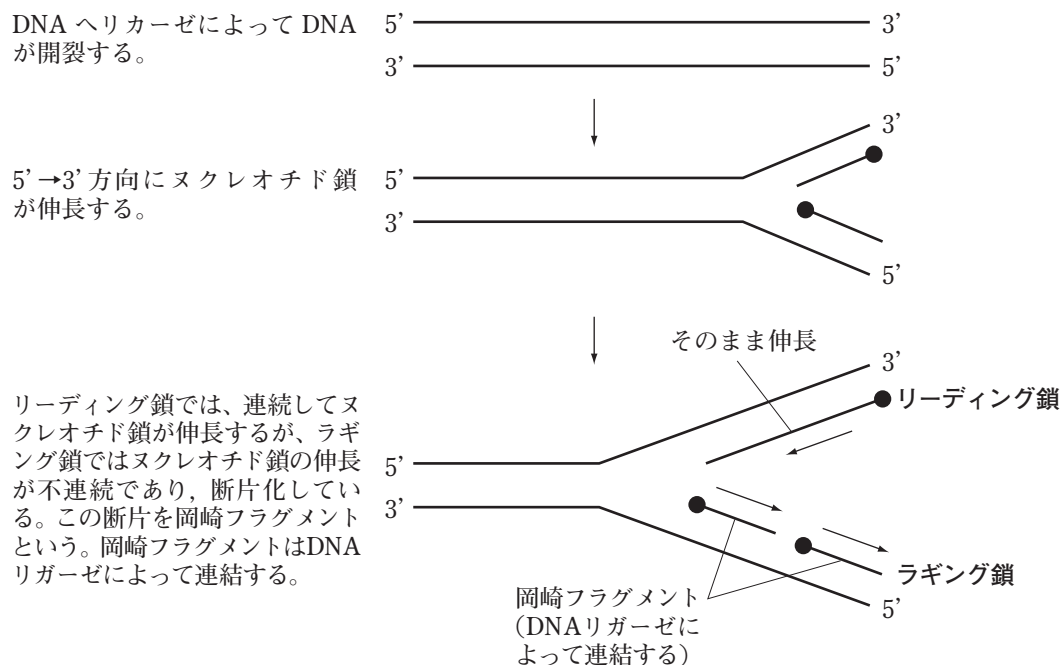 DNA ヘリカーゼによって DNA
が開裂する。
5’
3’
3’
5’
5’→3’方向にヌクレオチド鎖
が伸長する。
3’
5’
3’
5’
そのまま伸長
3’
リーディング鎖
リーディング鎖では、連続してヌ
クレオチド鎖が伸長するが、ラギ
ング鎖ではヌクレオチド鎖の伸長
が不連続であり，断片化してい
る。この断片を岡崎フラグメント
という。岡崎フラグメントはDNA
リガーゼによって連結する。
5’
3’
ラギング鎖
5’
岡崎フラグメント
（DNAリガーゼに
よって連結する）